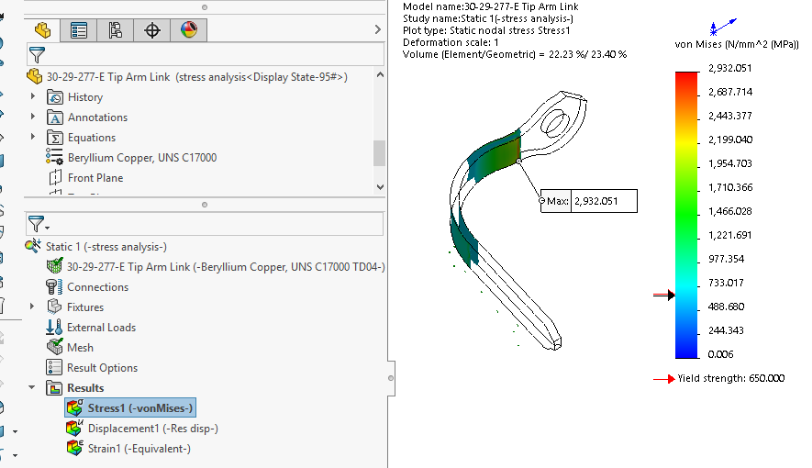 30-29-277-E Tip Arm Link (stress analysis<Display State-95#>)
History
Annotations
Equations
Beryllium Copper, UNS C17000
Front Plane
Static 1 (-stress analysis-)
30-29-277-E Tip Arm Link (-Beryllium Copper, UNS C17000 TD04-)
Connections
Fixtures
External Loads
Mesh
Result Options
Results
Stress1 (-vonMises-)
Displacement1 (-Res disp-)
Strain1 (-Equivalent-)
Model name:30-29-277-E Tip Arm Link
Study name:Static 1(-stress analysis-)
Plot type: Static nodal stress Stress1
Deformation scale: 1
Volume (Element/Geometric) = 22.23 %/ 23.40 %
Max: 2,932.051
von Mises (N/mm^2 (MPa))
2,932.051
2,687.714
2,443.377
2,199.040
1,954.703
1,710.366
1,466.028
1,221.691
977.354
733.017
488.680
244.343
0.006
Yield strength: 650.000